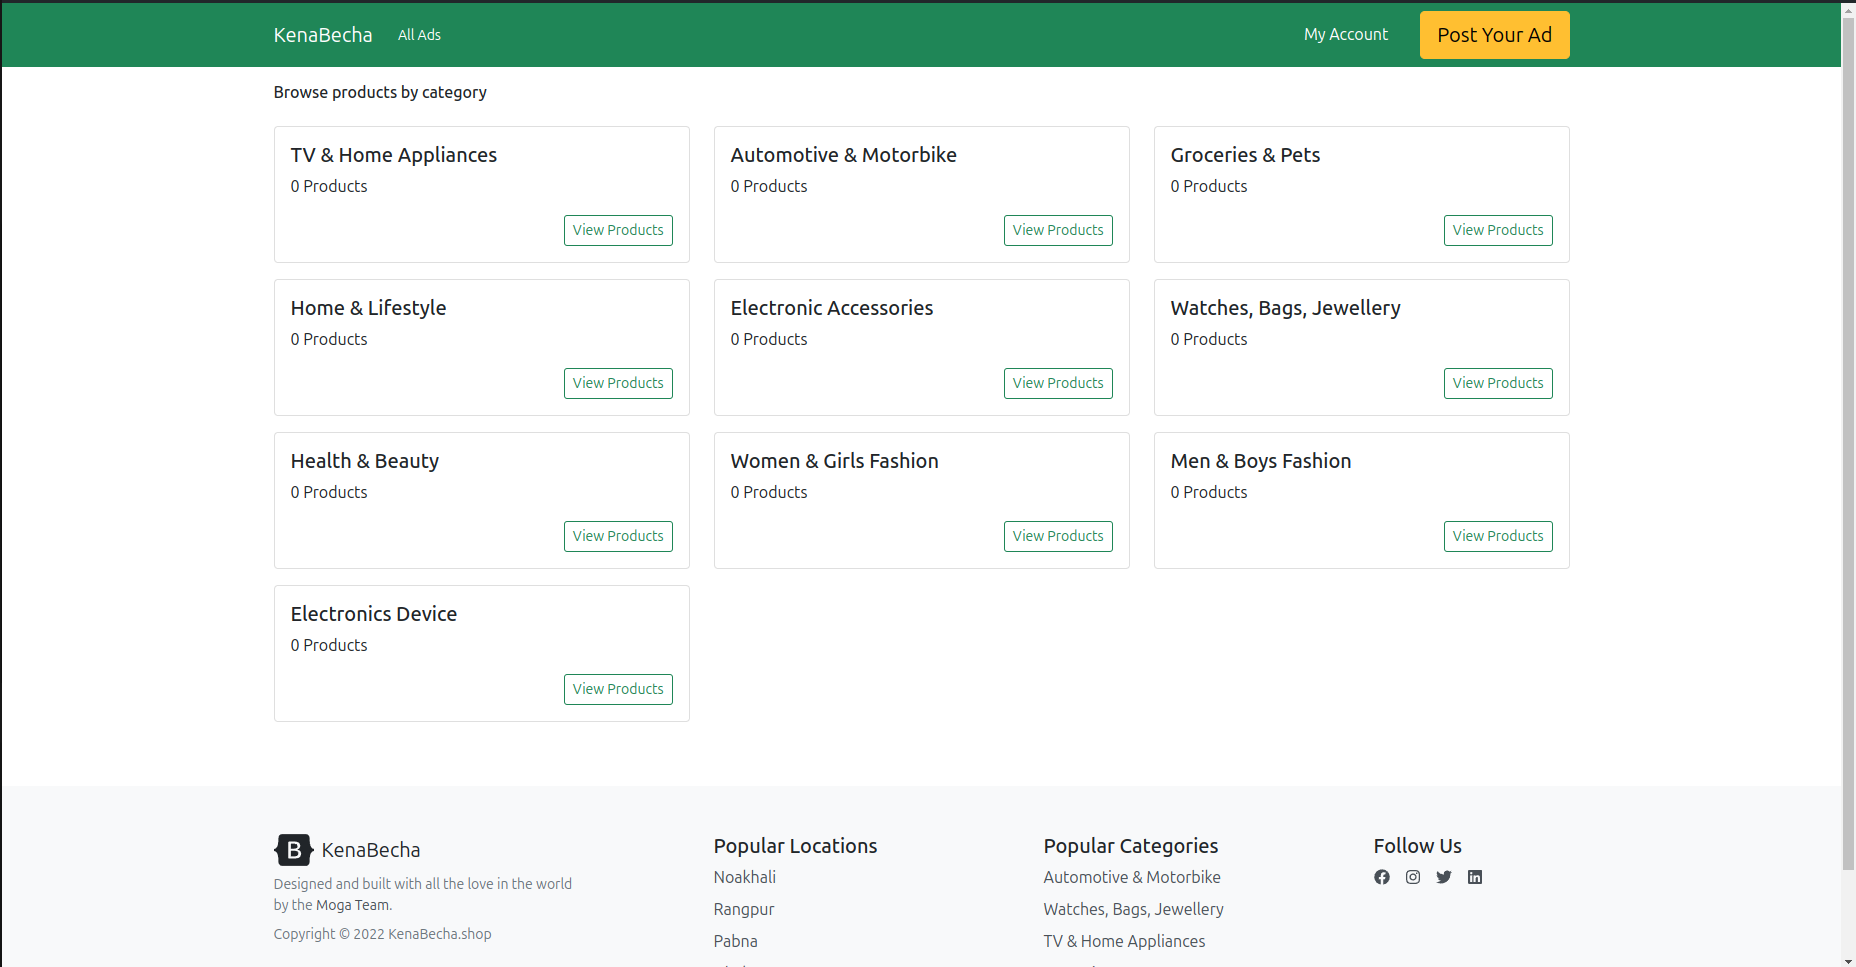 KenaBecha
All Ads
My Account
Post Your Ad
Browse products by category
TV & Home Appliances
0 Products
View Products
Automotive & Motorbike
0 Products
View Products
Groceries & Pets
0 Products
View Products
Home & Lifestyle
0 Products
View Products
Electronic Accessories
0 Products
View Products
Watches, Bags, Jewellery
0 Products
View Products
Health & Beauty
0 Products
View Products
Women & Girls Fashion
0 Products
View Products
Men & Boys Fashion
0 Products
View Products
Electronics Device
0 Products
View Products
B KenaBecha
Designed and built with all the love in the world
by the Moga Team.
Copyright © 2022 KenaBecha.shop
Popular Locations
Noakhali
Rangpur
Pabna
Popular Categories
Automotive & Motorbike
Watches, Bags, Jewellery
TV & Home Appliances
Follow Us